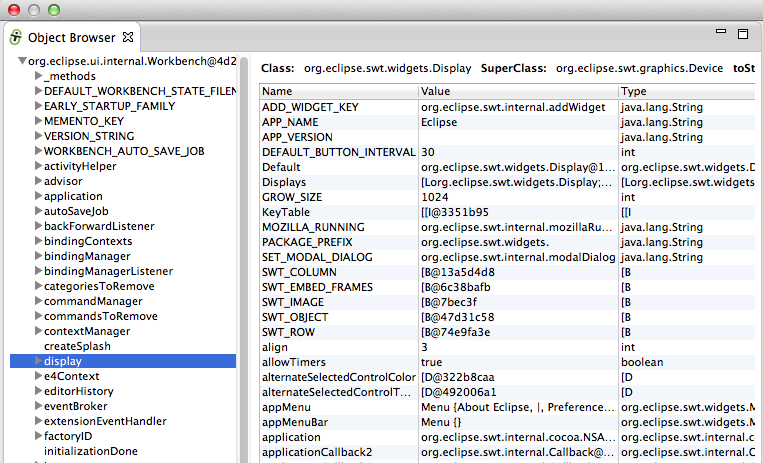 Object Browser
org.eclipse.ui.internal.Workbench@4d2
_methods
DEFAULT_WORKBENCH_STATE_FILEN
EARLY_STARTUP_FAMILY
MEMENTO_KEY
VERSION_STRING
WORKBENCH_AUTO_SAVE_JOB
activityHelper
advisor
application
autoSaveJob
backForwardListener
bindingContexts
bindingManager
bindingManagerListener
categoriesToRemove
commandManager
commandsToRemove
contextManager
createSplash
display
e4Context
editorHistory
eventBroker
extensionEventHandler
factoryID
initializationDone
Class: org.eclipse.swt.widgets.Display SuperClass: org.eclipse.swt.graphics.Device toSt
Name Value Type
ADD_WIDGET_KEY org.eclipse.swt.internal.addWidget java.lang.String
APP_NAME Eclipse java.lang.String
APP_VERSION java.lang.String
DEFAULT_BUTTON_INTERVAL 30 int
Default org.eclipse.swt.widgets.Display@1... org.eclipse.swt.widgets.D
Displays [Lorg.eclipse.swt.widgets.Display;... [Lorg.eclipse.swt.widgets
GROW_SIZE 1024 int
KeyTable [[I@3351b95 [[I
MOZILLA_RUNNING org.eclipse.swt.internal.mozillaRu... java.lang.String
PACKAGE_PREFIX org.eclipse.swt.widgets. java.lang.String
SET_MODAL_DIALOG org.eclipse.swt.internal.modalDialog java.lang.String
SWT_COLUMN [B@13a5d4d8 [B
SWT_EMBED_FRAMES [B@6c38bafb [B
SWT_IMAGE [B@7bec3f [B
SWT_OBJECT [B@47d31c58 [B
SWT_ROW [B@74e9fa3e [B
align 3 int
allowTimers true boolean
alternateSelectedControlColor [D@322b8caa [D
alternateSelectedControlT... [D@492006a1 [D
appMenu Menu {About Eclipse, |, Preference... org.eclipse.swt.widgets.M
appMenuBar Menu {} org.eclipse.swt.widgets.M
application org.eclipse.swt.internal.cocoa.NSA... org.eclipse.swt.internal.c
applicationCallback2 org.eclipse.swt.internal.Callback@... org.eclipse.swt.internal.C